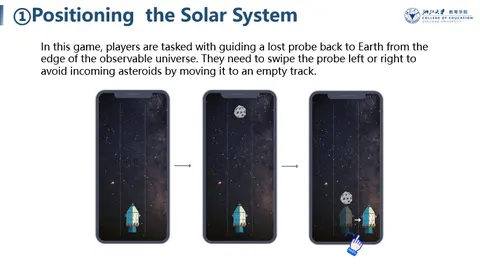 ①Positioning the Solar System
浙江大学 教育学院
COLLEGE OF EDUCATION
ZHEJIANG UNIVERSITY
In this game, players are tasked with guiding a lost probe back to Earth from the
edge of the observable universe. They need to swipe the probe left or right to
avoid incoming asteroids by moving it to an empty track.